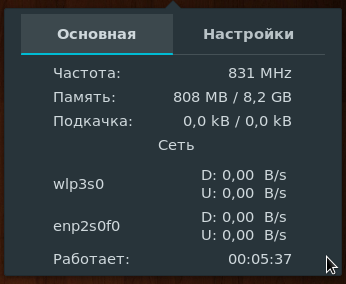 Основная Настройки
Частота: 831 MHz
Память: 808 MB / 8,2 GB
Подкачка: 0,0 kB / 0,0 kB
Сеть
wlp3s0 D: 0,00 B/s
U: 0,00 B/s
enp2s0f0 D: 0,00 B/s
U: 0,00 B/s
Работает: 00:05:37